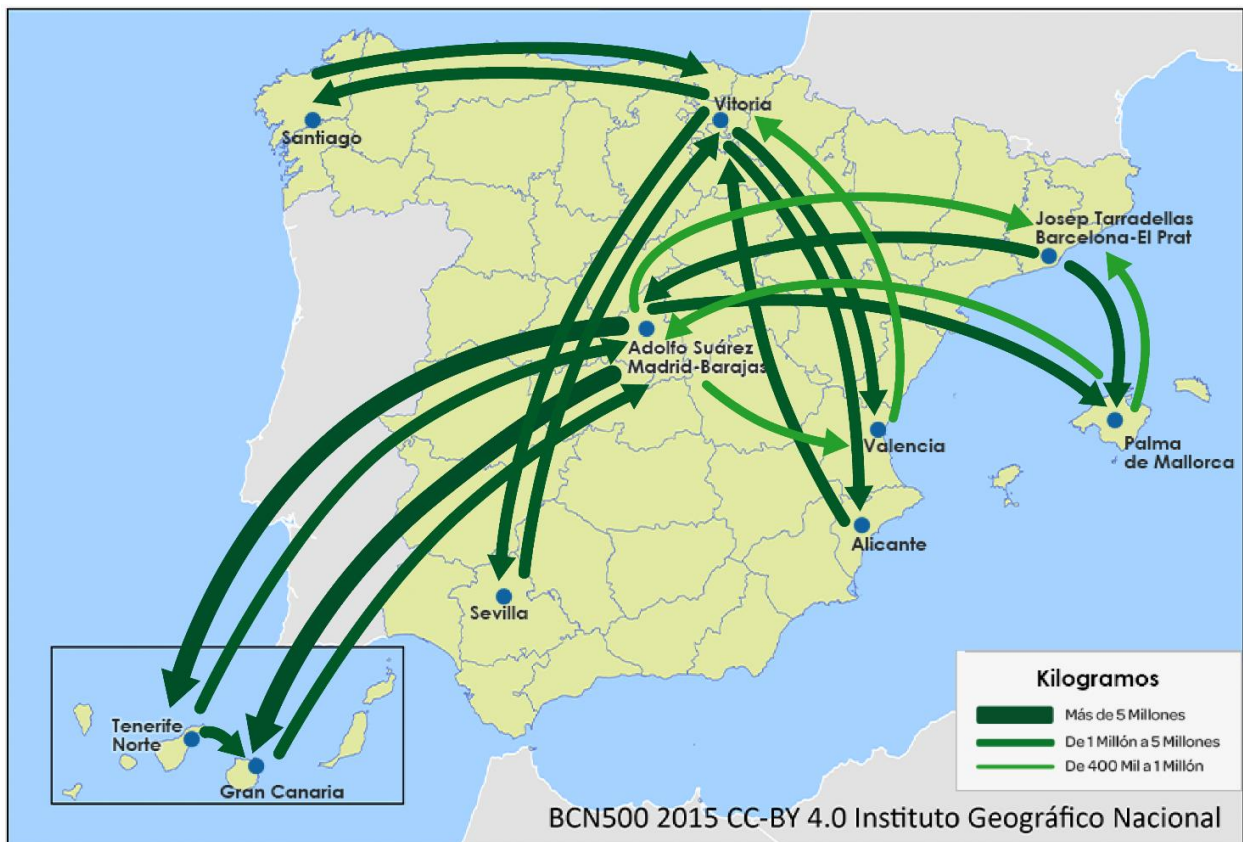 Vitoria
Santiago
Josep Tarradellas
Barcelona-El Prat
Adolfo Suárez
Madrid-Barajas
Valencia
Palma
de Mallorca
Alicante
Sevilla
Tenerife
Norte
Gran Canaria
Kilogramos
Más de 5 Millones
De 1 Millón a 5 Millones
De 400 Mil a 1 Millón
BCN500 2015 CC-BY 4.0 Instituto Geográfico Nacional